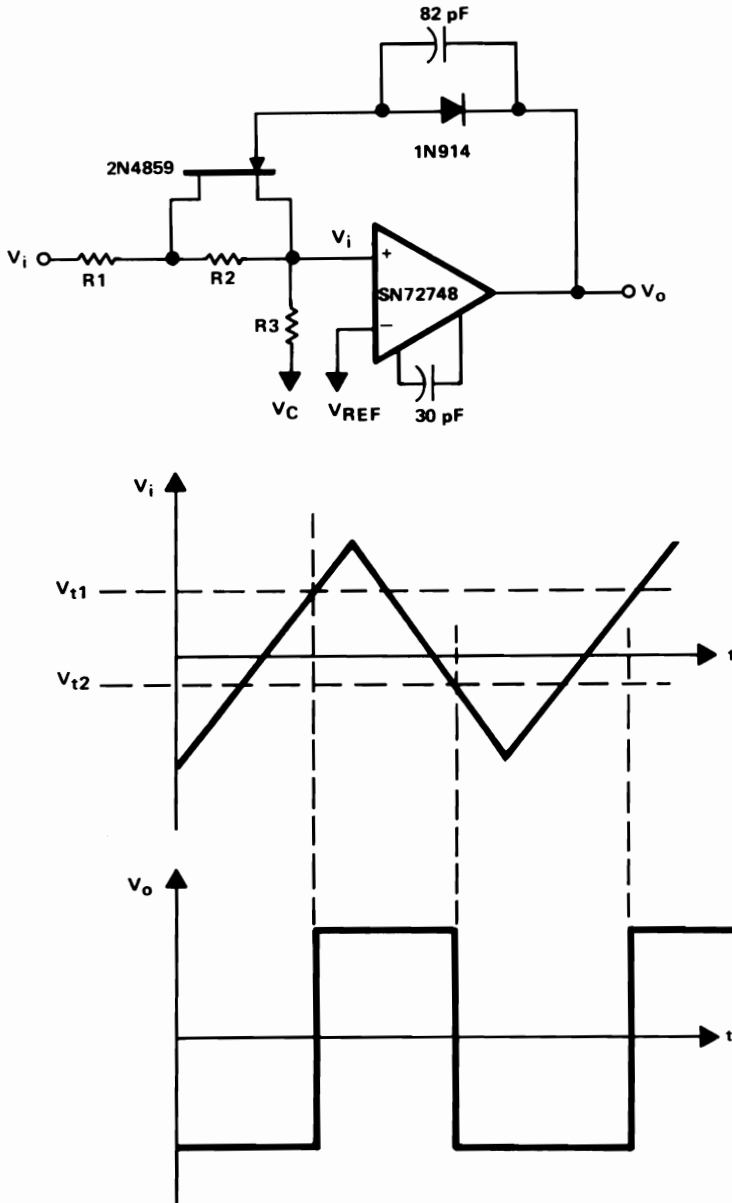 82 pF
1N914
2N4859
Vi
R1
R2
Vi
+
SN72748
−
Vo
R3
VC
VREF
30 pF
Vi
Vt1
t
Vt2
Vo
t